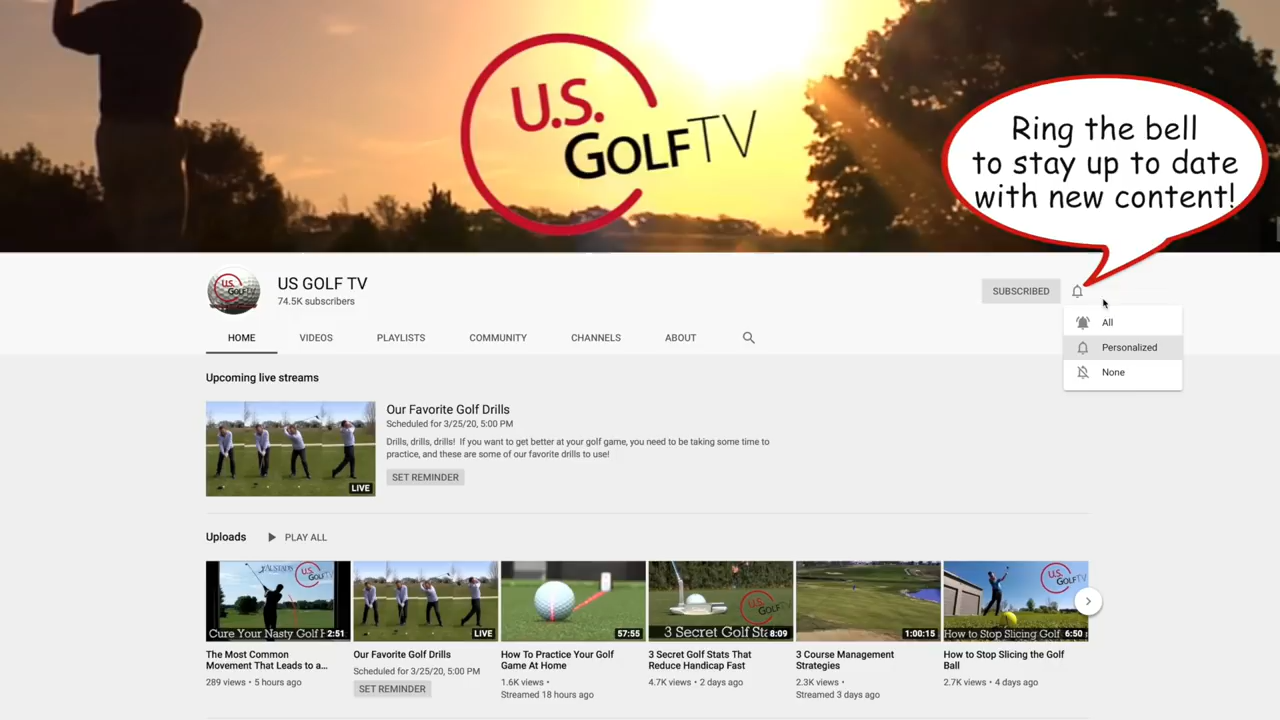 U.S.
GOLFTV
Ring the bell
to stay up to date
with new content!
US GOLF TV
74.5K subscribers
SUBSCRIBED
HOME VIDEOS PLAYLISTS COMMUNITY CHANNELS ABOUT
All
Personalized
None
Upcoming live streams
Our Favorite Golf Drills
Scheduled for 3/25/20, 5:00 PM
Drills, drills, drills! If you want to get better at your golf game, you need to be taking some time to
practice, and these are some of our favorite drills to use!
SET REMINDER
LIVE
Uploads PLAY ALL
U.S.
GOLFTV
Cure Your Nasty Golf
2:51
The Most Common
Movement That Leads to a...
289 views • 5 hours ago
LIVE
Our Favorite Golf Drills
Scheduled for 3/25/20, 5:00 PM
SET REMINDER
57:55
How To Practice Your Golf
Game At Home
1.6K views •
Streamed 18 hours ago
U.S.
GOLFTV
3 Secret Golf Sta
8:09
3 Secret Golf Stats That
Reduce Handicap Fast
4.7K views • 2 days ago
1:00:15
3 Course Management
Strategies
2.3K views •
Streamed 3 days ago
U.S.
GOLFTV
How to Stop Slicing Golf
6:50
How to Stop Slicing the Golf
Ball
2.7K views • 4 days ago